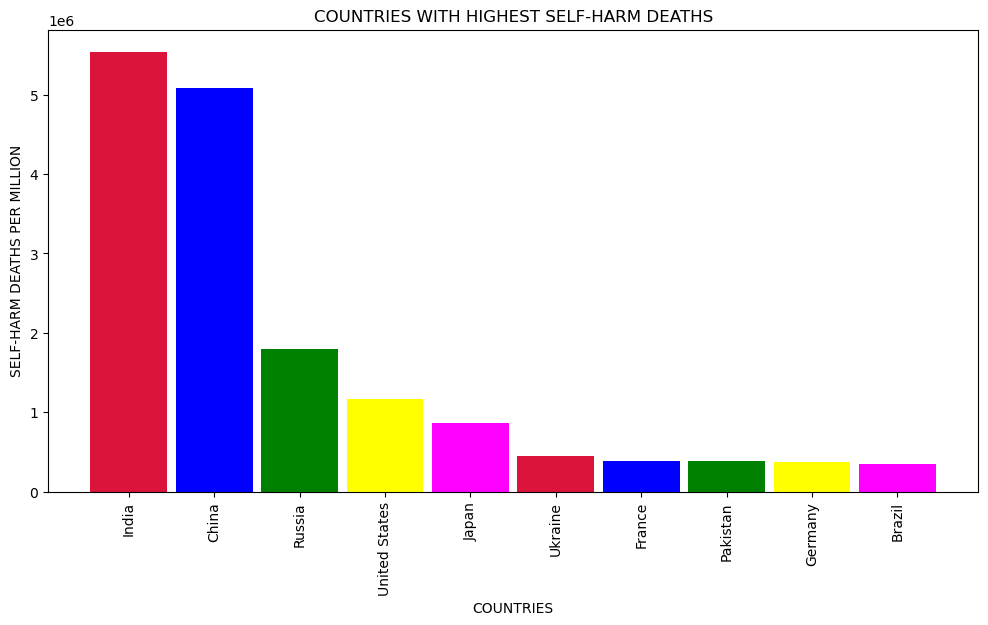 COUNTRIES WITH HIGHEST SELF-HARM DEATHS
1e6
SELF-HARM DEATHS PER MILLION
5
4
3
2
1
0
India
China
Russia
United States
Japan
Ukraine
France
Pakistan
Germany
Brazil
COUNTRIES